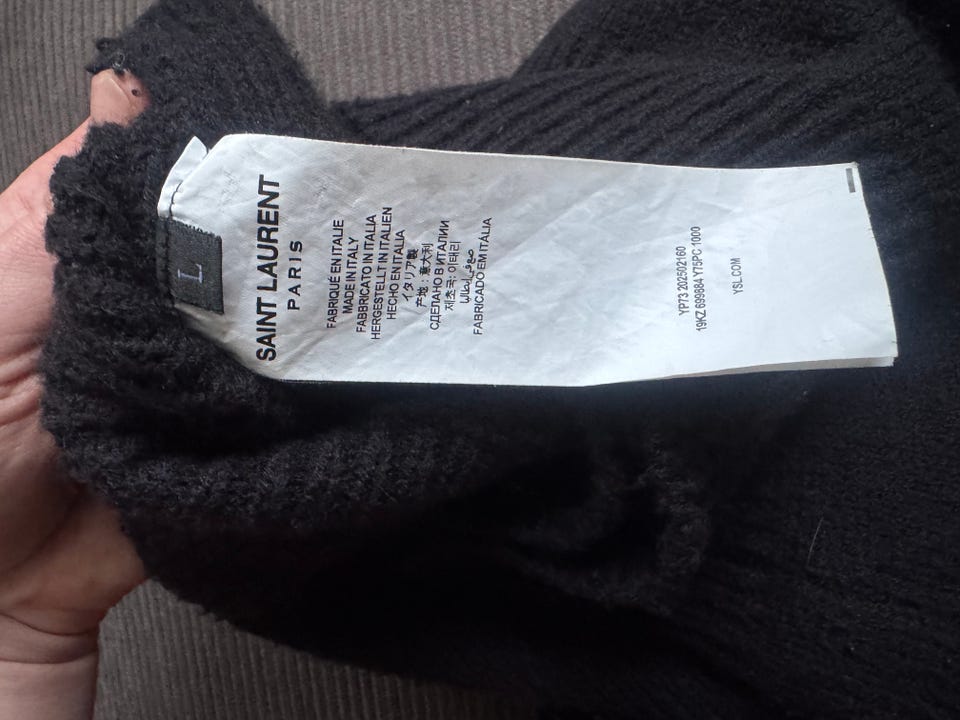 L
SAINT LAURENT
PARIS
FABRIQUÉ EN ITALIE
MADE IN ITALY
FABBRICATO IN ITALIA
HERGESTELLT IN ITALIEN
HECHO EN ITALIA
イタリア製
产地：意大利
СДЕЛАНО В ИТАЛИИ
제조국: 이태리
صنع في إيطاليا
FABRICADO EM ITÁLIA
YP73 202502160
19KZ 699884 Y75PC 1000
YSL.COM